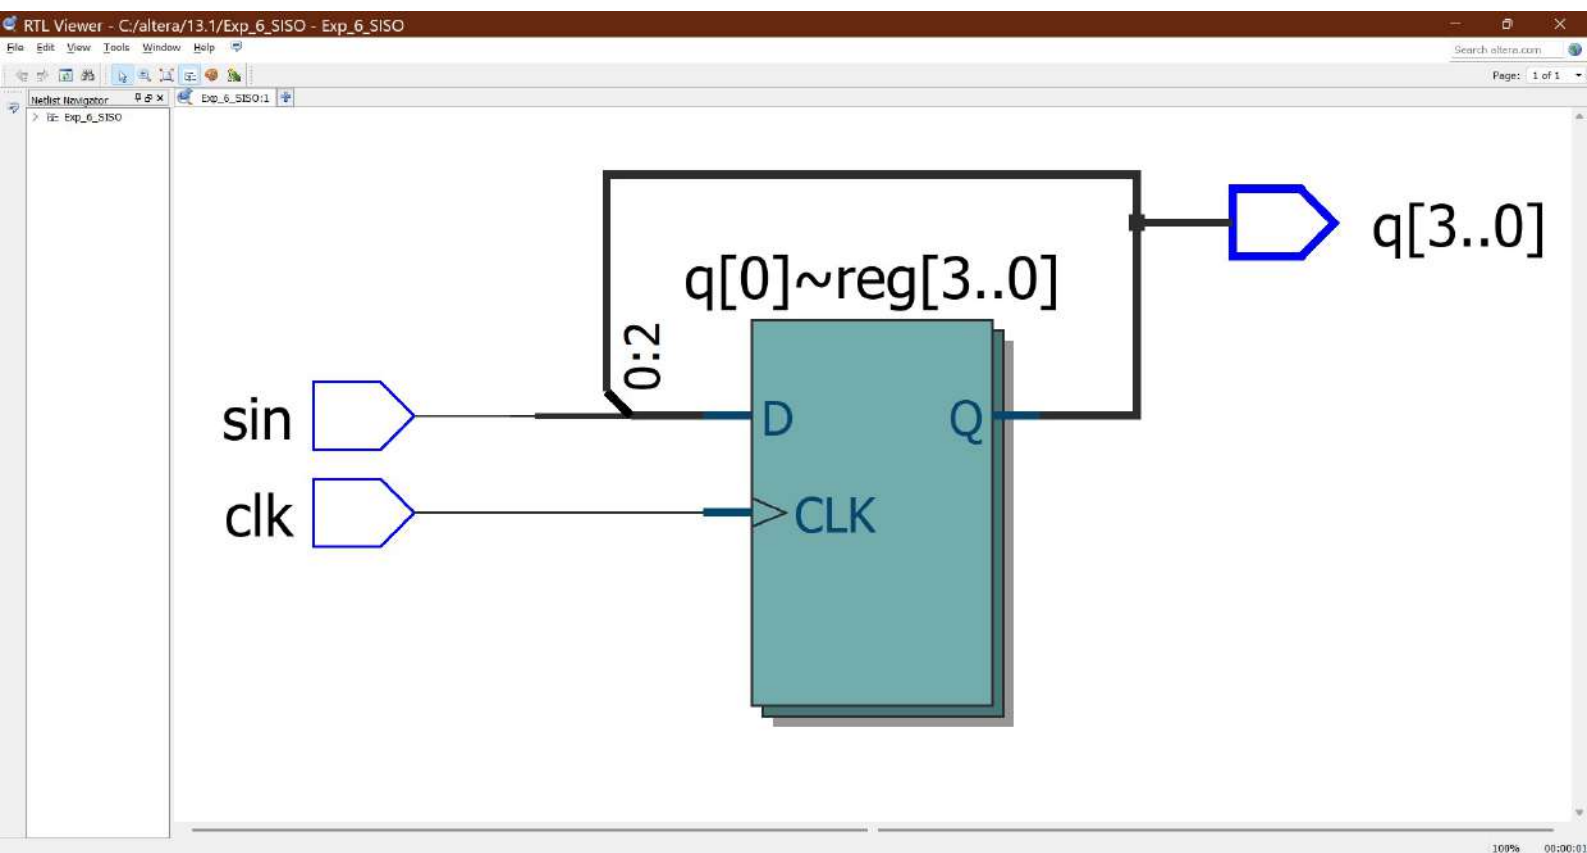 RTL Viewer - C:/altera/13.1/Exp_6_SISO - Exp_6_SISO
File Edit View Tools Window Help
Search altera.com
Page: 1 of 1
Netlist Navigator
Exp_6_SISO:1
Exp_6_SISO
q[3..0]
q[0]~reg[3..0]
0:2
sin
D
Q
clk
CLK
100% 00:00:01